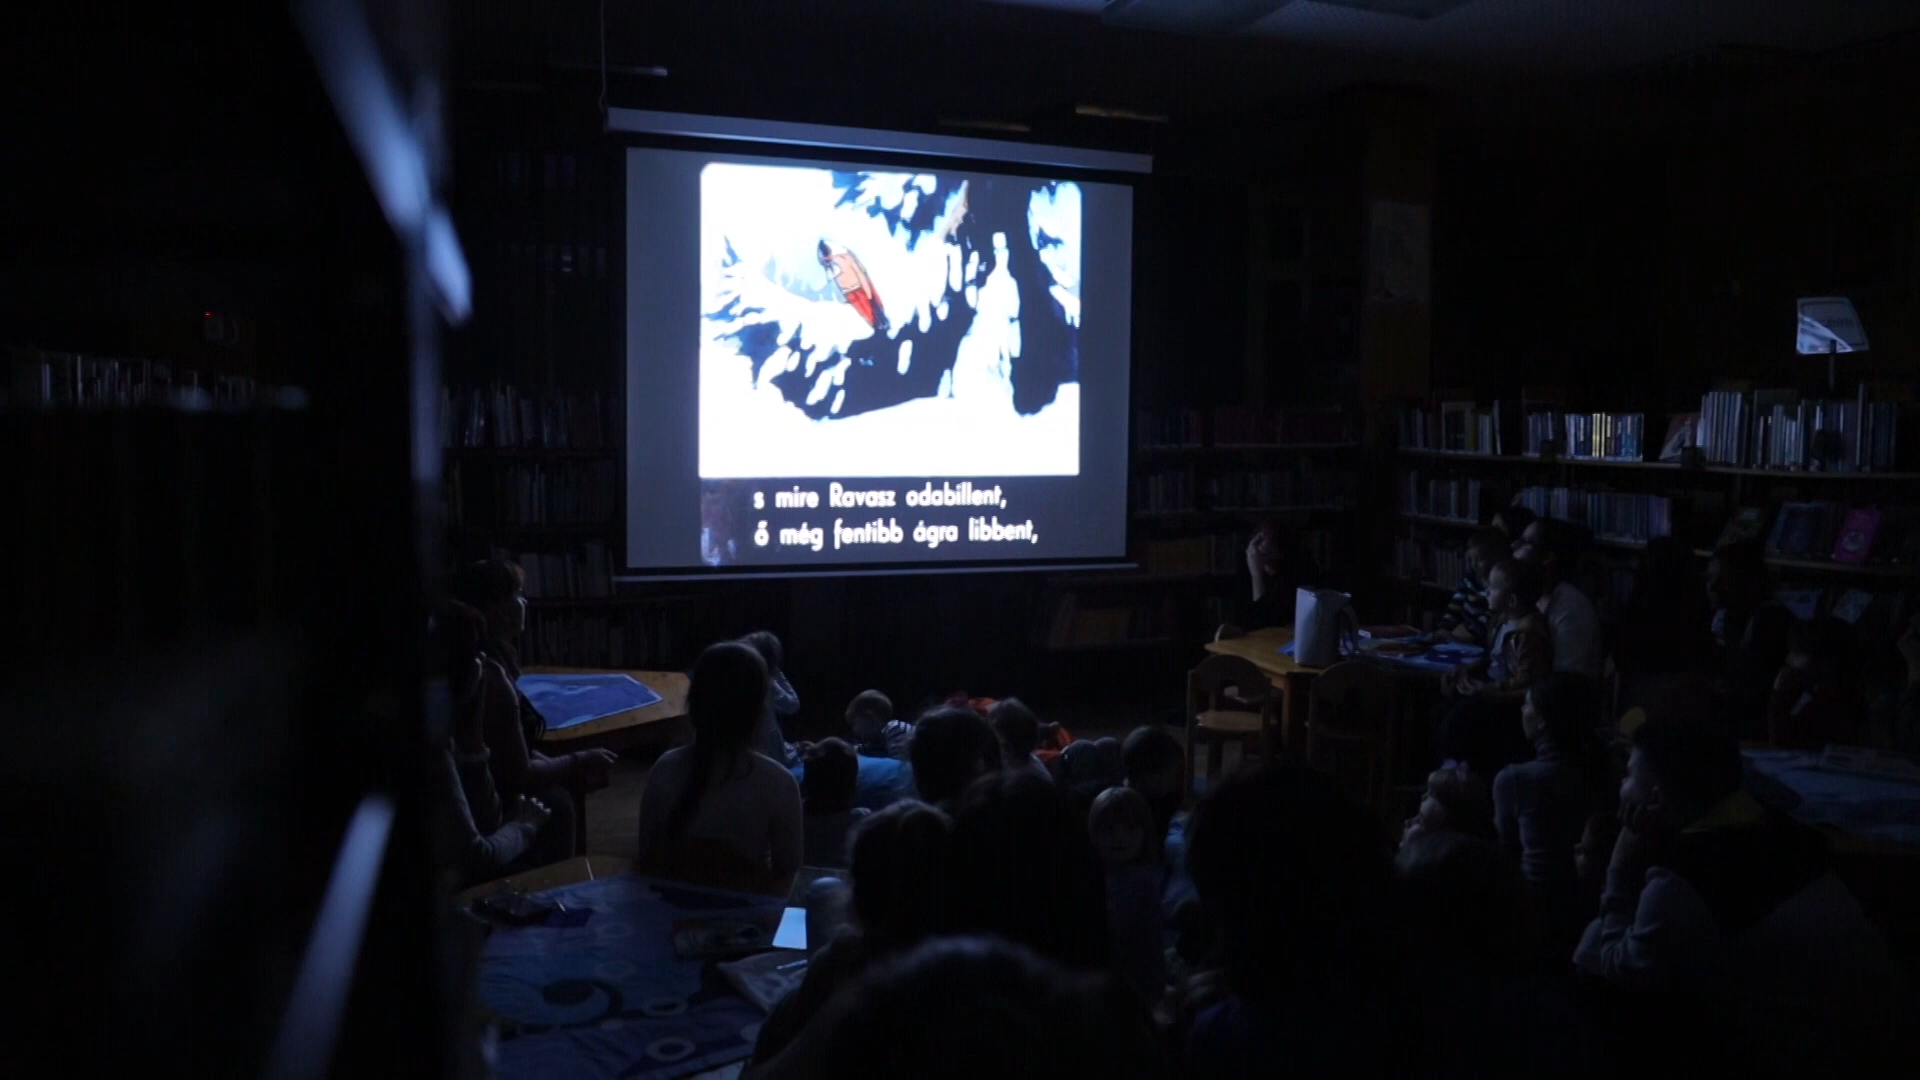 s mire Ravasz odabillent,
ő még fentibb ágra libbent,